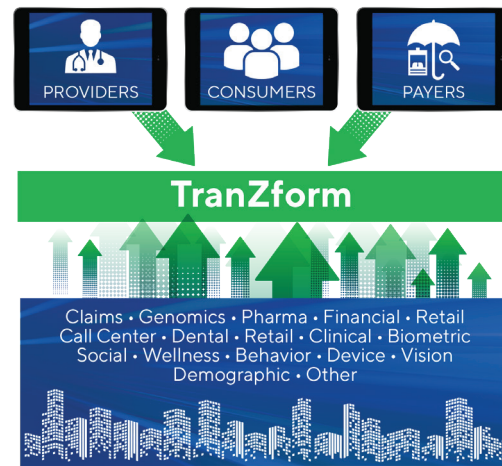 PROVIDERS
CONSUMERS
PAYERS
TranZform
Claims • Genomics • Pharma • Financial • Retail
Call Center • Dental • Retail • Clinical • Biometric
Social • Wellness • Behavior • Device • Vision
Demographic • Other